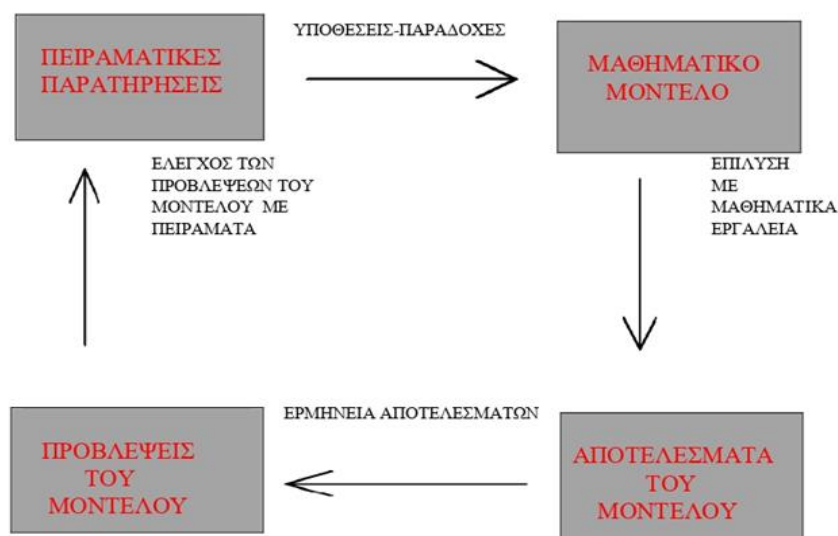 ΠΕΙΡΑΜΑΤΙΚΕΣ
ΠΑΡΑΤΗΡΗΣΕΙΣ
ΥΠΟΘΕΣΕΙΣ-ΠΑΡΑΔΟΧΕΣ
ΜΑΘΗΜΑΤΙΚΟ
ΜΟΝΤΕΛΟ
ΕΛΕΓΧΟΣ ΤΩΝ
ΠΡΟΒΛΕΨΕΩΝ ΤΟΥ
ΜΟΝΤΕΛΟΥ ΜΕ
ΠΕΙΡΑΜΑΤΑ
ΕΠΙΛΥΣΗ
ΜΕ
ΜΑΘΗΜΑΤΙΚΑ
ΕΡΓΑΛΕΙΑ
ΠΡΟΒΛΕΨΕΙΣ
ΤΟΥ
ΜΟΝΤΕΛΟΥ
ΕΡΜΗΝΕΙΑ ΑΠΟΤΕΛΕΣΜΑΤΩΝ
ΑΠΟΤΕΛΕΣΜΑΤΑ
ΤΟΥ
ΜΟΝΤΕΛΟΥ